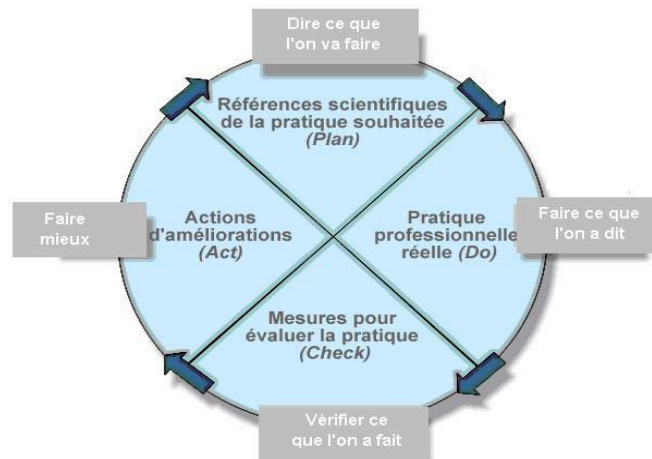 Dire ce que
l'on va faire
Références scientifiques
de la pratique souhaitée
(Plan)
Faire
mieux
Actions
d'améliorations
(Act)
Pratique
professionnelle
réelle (Do)
Faire ce que
l'on a dit
Mesures pour
évaluer la pratique
(Check)
Vérifier ce
que l'on a fait